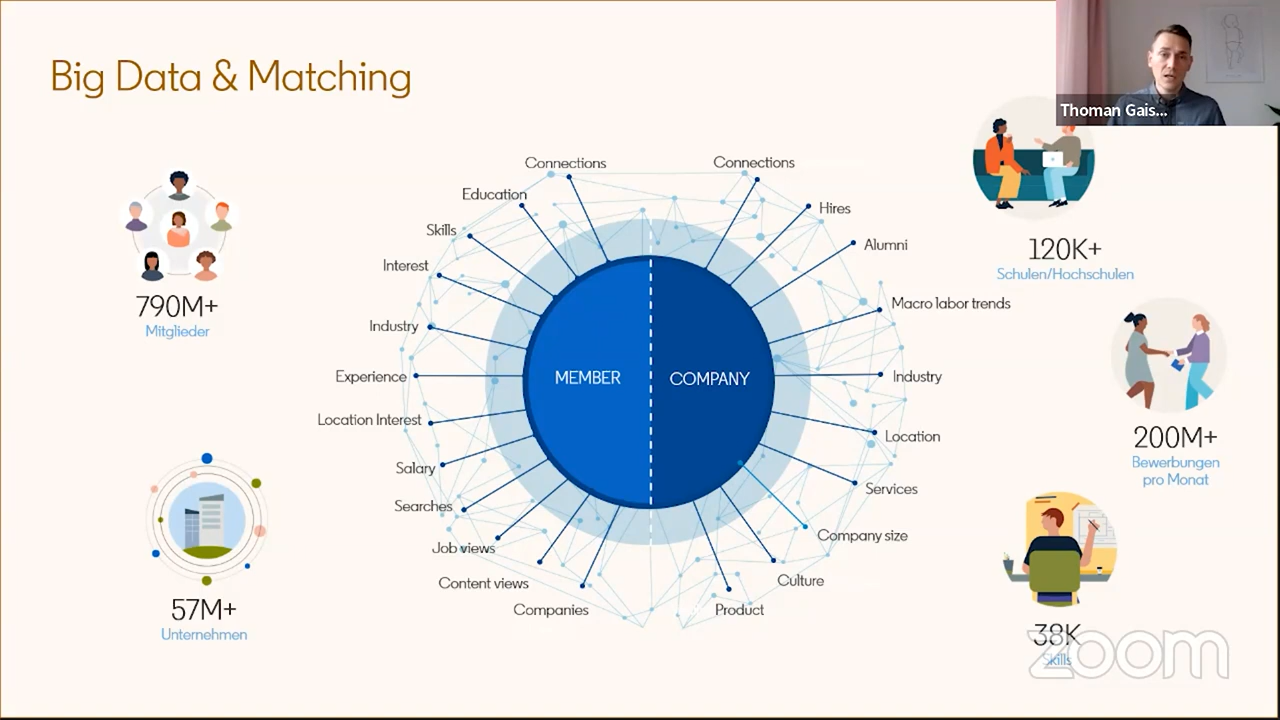 Big Data & Matching
Thoman Gais...
790M+
Mitglieder
57M+
Unternehmen
Connections
Education
Skills
Interest
Industry
Experience
Location Interest
Salary
Searches
Job views
Content views
Companies
MEMBER
COMPANY
Connections
Hires
Alumni
Macro labor trends
Industry
Location
Services
Company size
Culture
Product
120K+
Schulen/Hochschulen
200M+
Bewerbungen
pro Monat
38K
Skills
zoom